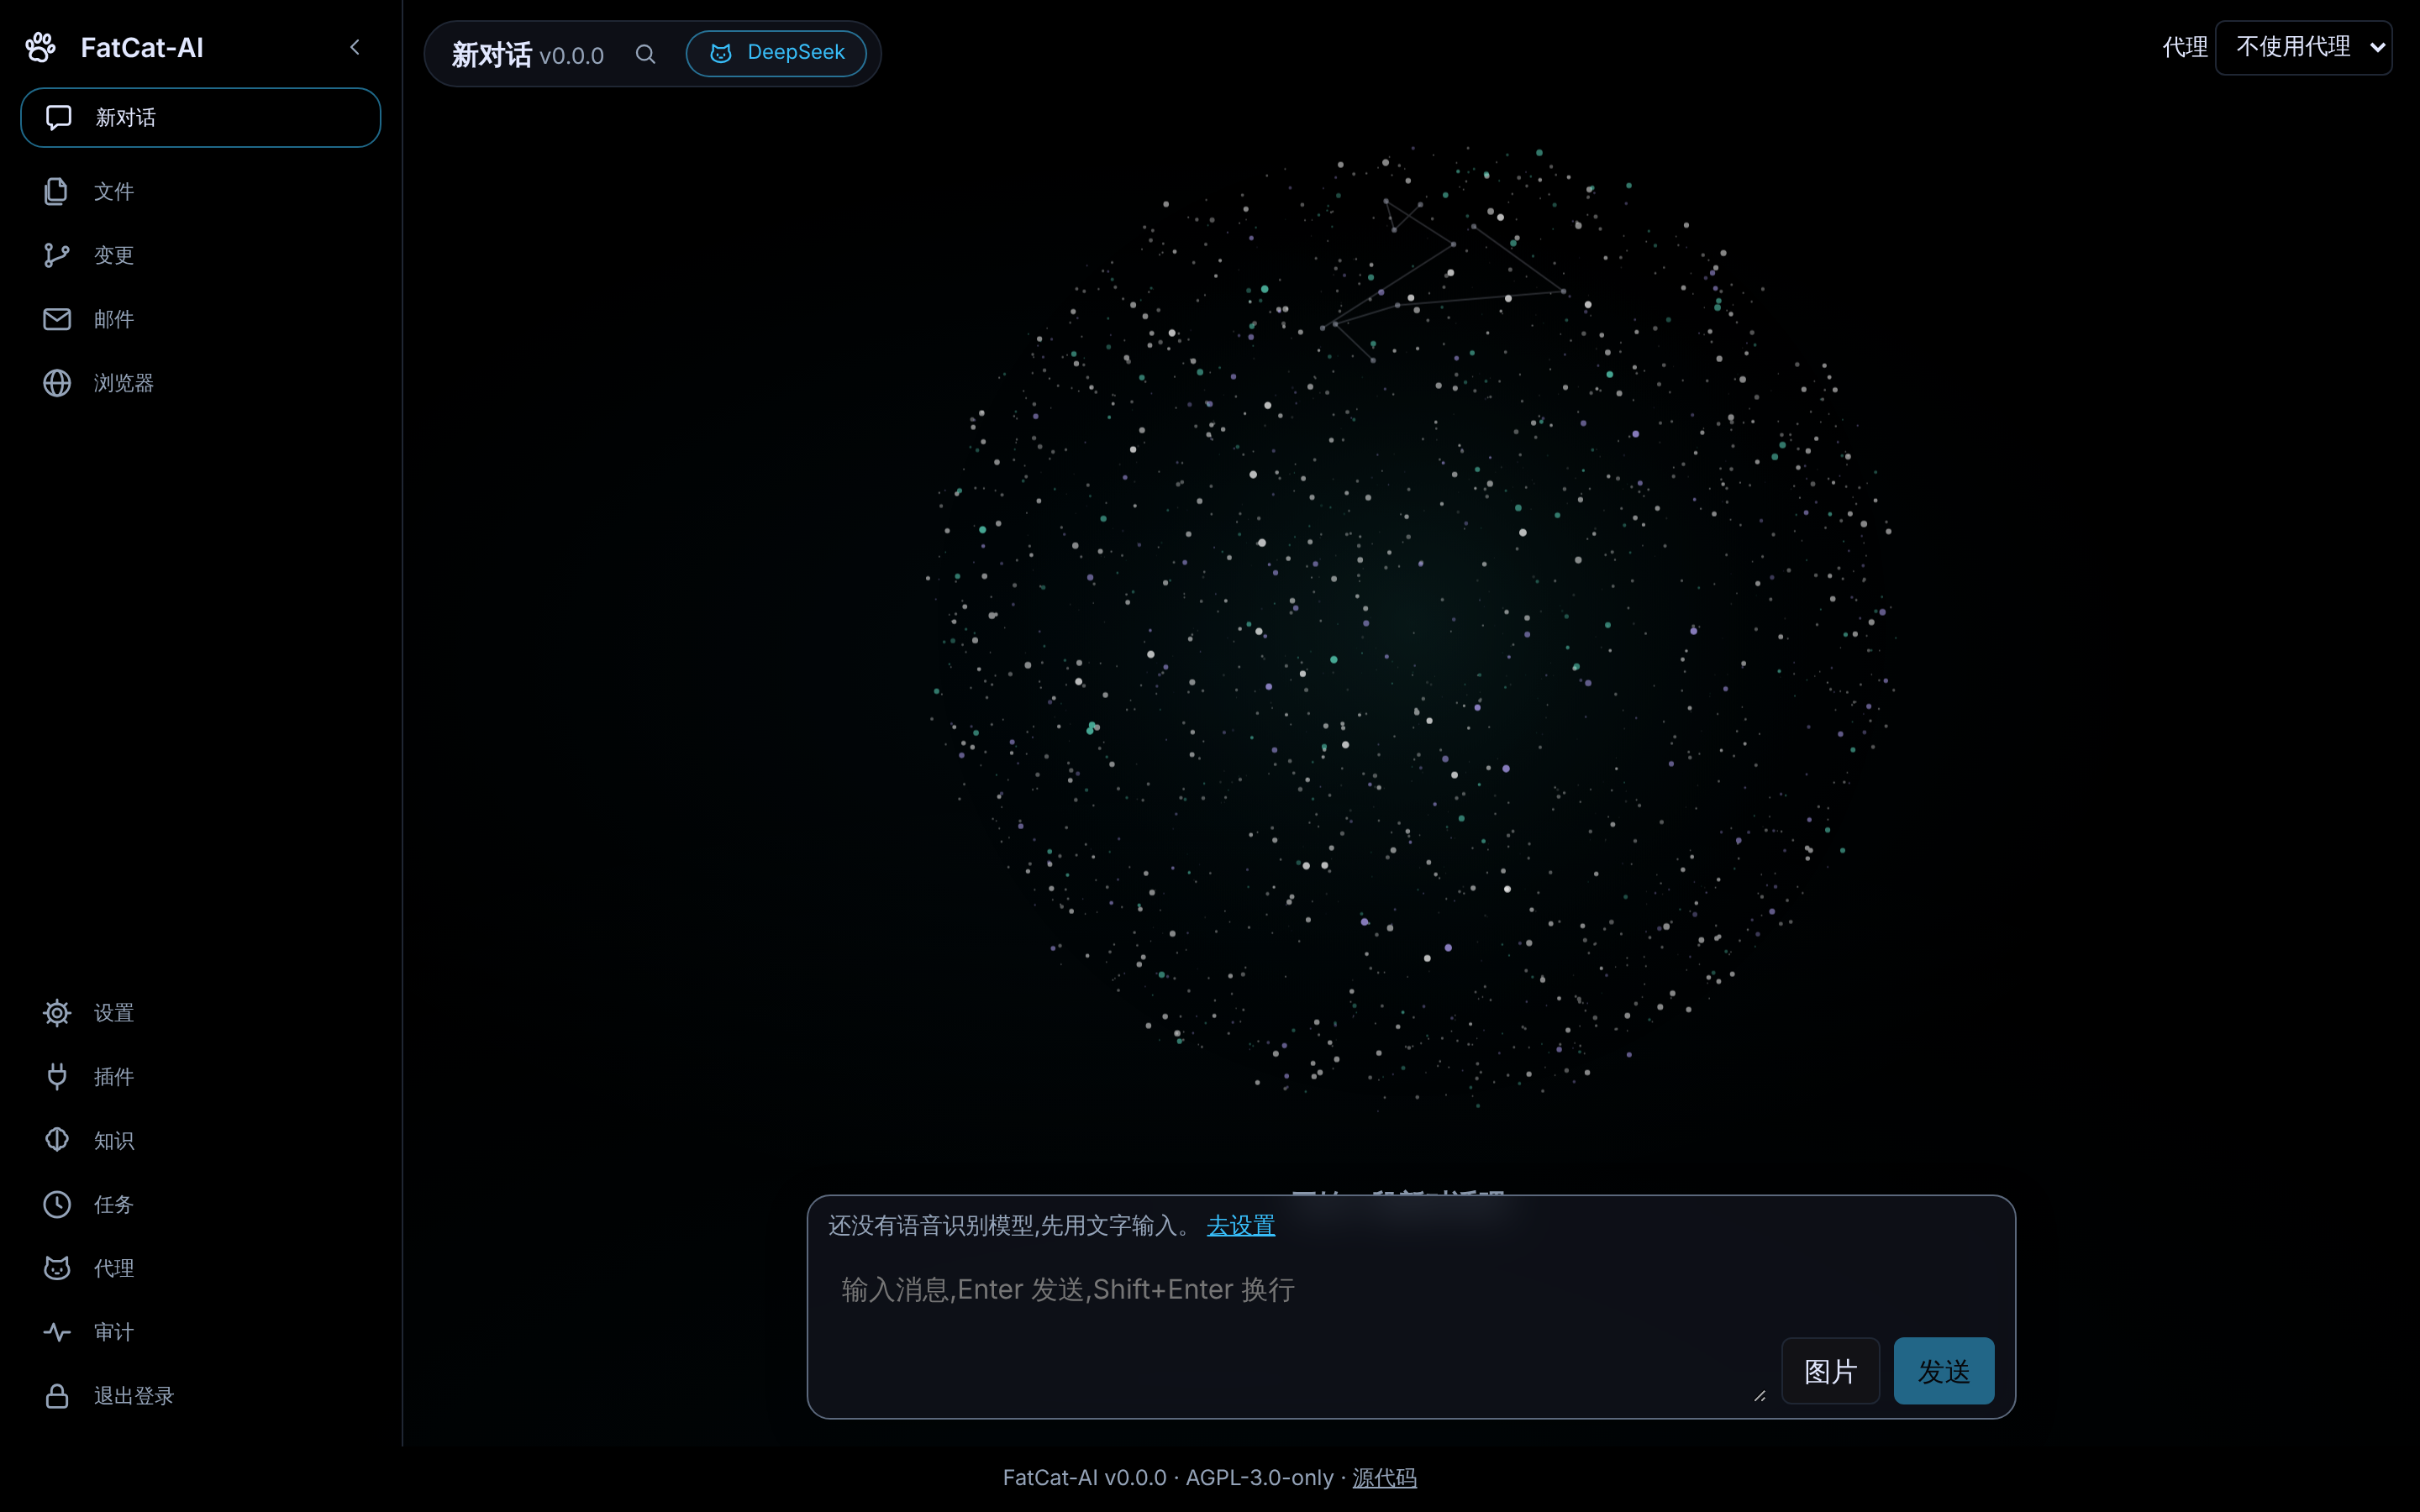 FatCat-AI
新对话
文件
变更
邮件
浏览器
设置
插件
知识
任务
代理
审计
退出登录
新对话 v0.0.0
DeepSeek
代理 不使用代理
还没有语音识别模型,先用文字输入。 去设置
输入消息,Enter 发送,Shift+Enter 换行
图片
发送
FatCat-AI v0.0.0 · AGPL-3.0-only · 源代码